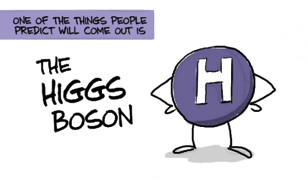 ONE OF THE THINGS PEOPLE
PREDICT WILL COME OUT IS
THE
HIGGS
BOSON
H